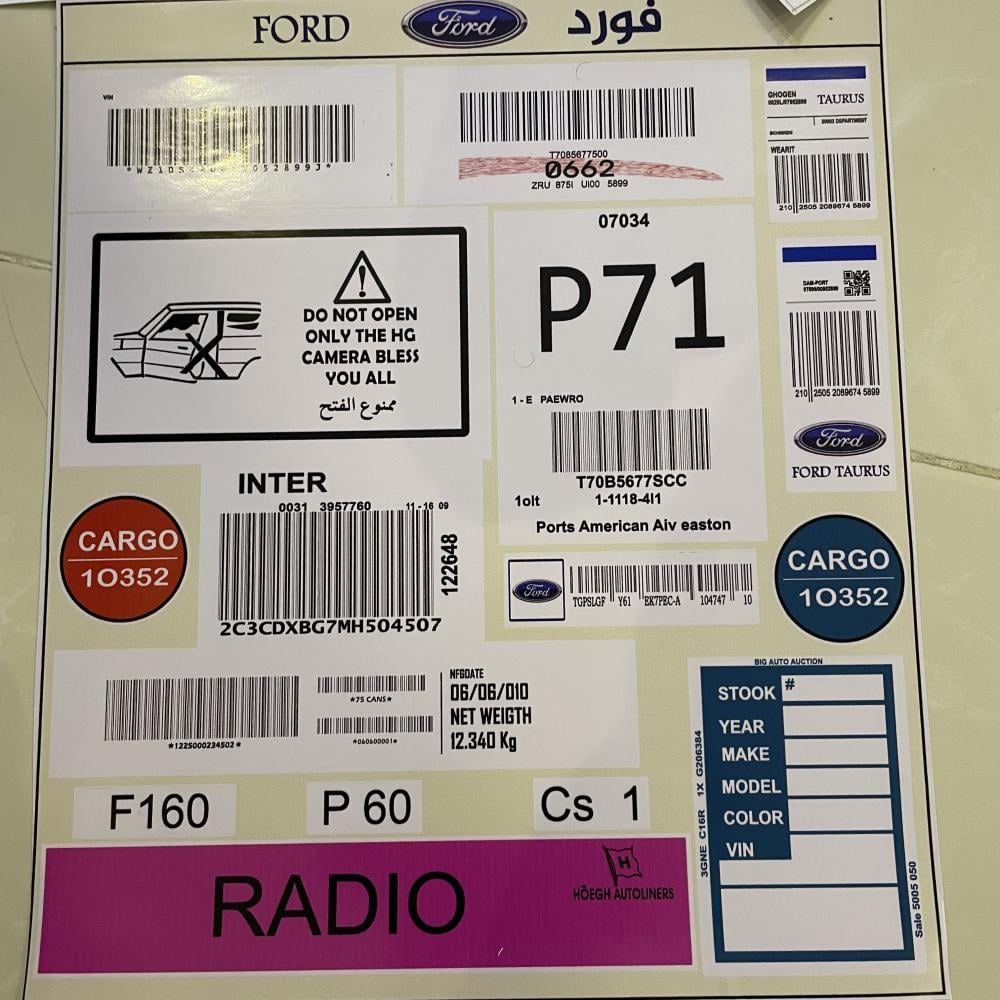 FORD
Ford
فورد
VIN
T7085677500
0662
ZRU 875I UI00 5899
GHOGEN
TAURUS
00902 DEPARTMENT
SCHNIKEN
WEARIT
210 2505 2089674 5899
DO NOT OPEN
ONLY THE HG
CAMERA BLESS
YOU ALL
ممنوع الفتح
07034
P71
1 - E PAEWRO
T70B5677SCC
1olt 1-1118-4I1
Ports American Aiv easton
DAM-PORT
210 2505 2089674 5899
Ford
FORD TAURUS
CARGO
1O352
INTER
0031 3957760 11 - 16 09
122648
2C3CDXBG7MH504507
Ford
TGPSLGF Y61 EK7PEC-A 104747 10
CARGO
1O352
*1225000234502*
*75 CANS*
*060600001*
NFGDATE
06/06/010
NET WEIGTH
12.340 Kg
BIG AUTO AUCTION
STOOK #
YEAR
MAKE
MODEL
COLOR
VIN
3GNE C16R 1X G206384
Sale 5005 050
F160
P 60
Cs 1
RADIO
H
HÖEGH AUTOLINERS